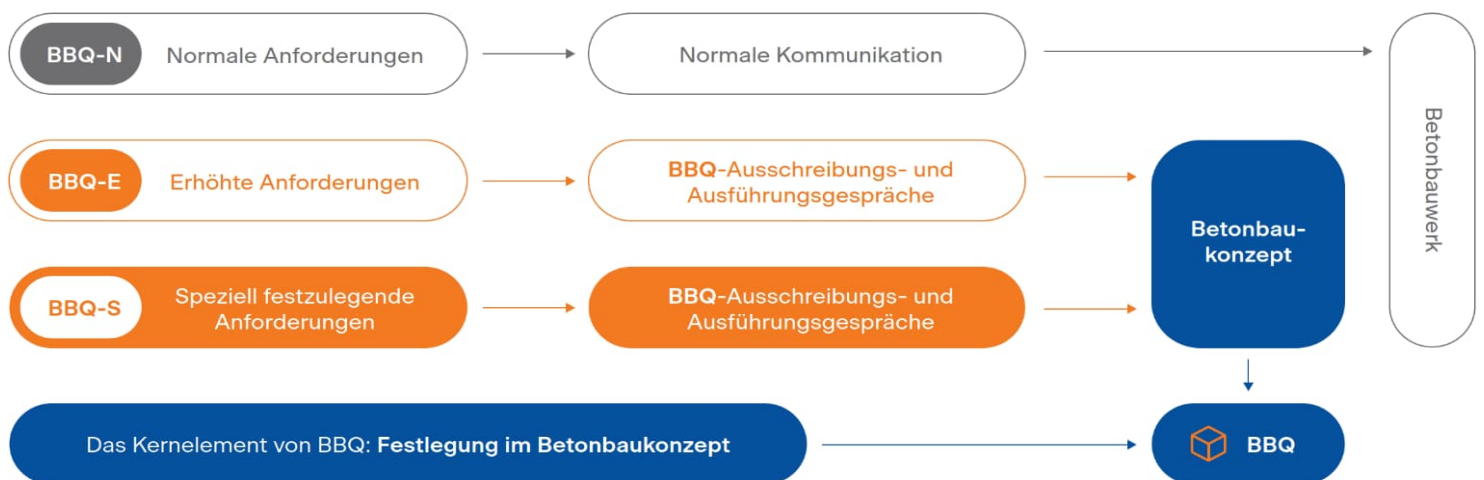 BBQ-N Normale Anforderungen
Normale Kommunikation
Betonbauwerk
BBQ-E Erhöhte Anforderungen
BBQ-Ausschreibungs- und
Ausführungsgespräche
BBQ-S Speziell festzulegende
Anforderungen
BBQ-Ausschreibungs- und
Ausführungsgespräche
Betonbau-
konzept
Das Kernelement von BBQ: Festlegung im Betonbaukonzept
BBQ